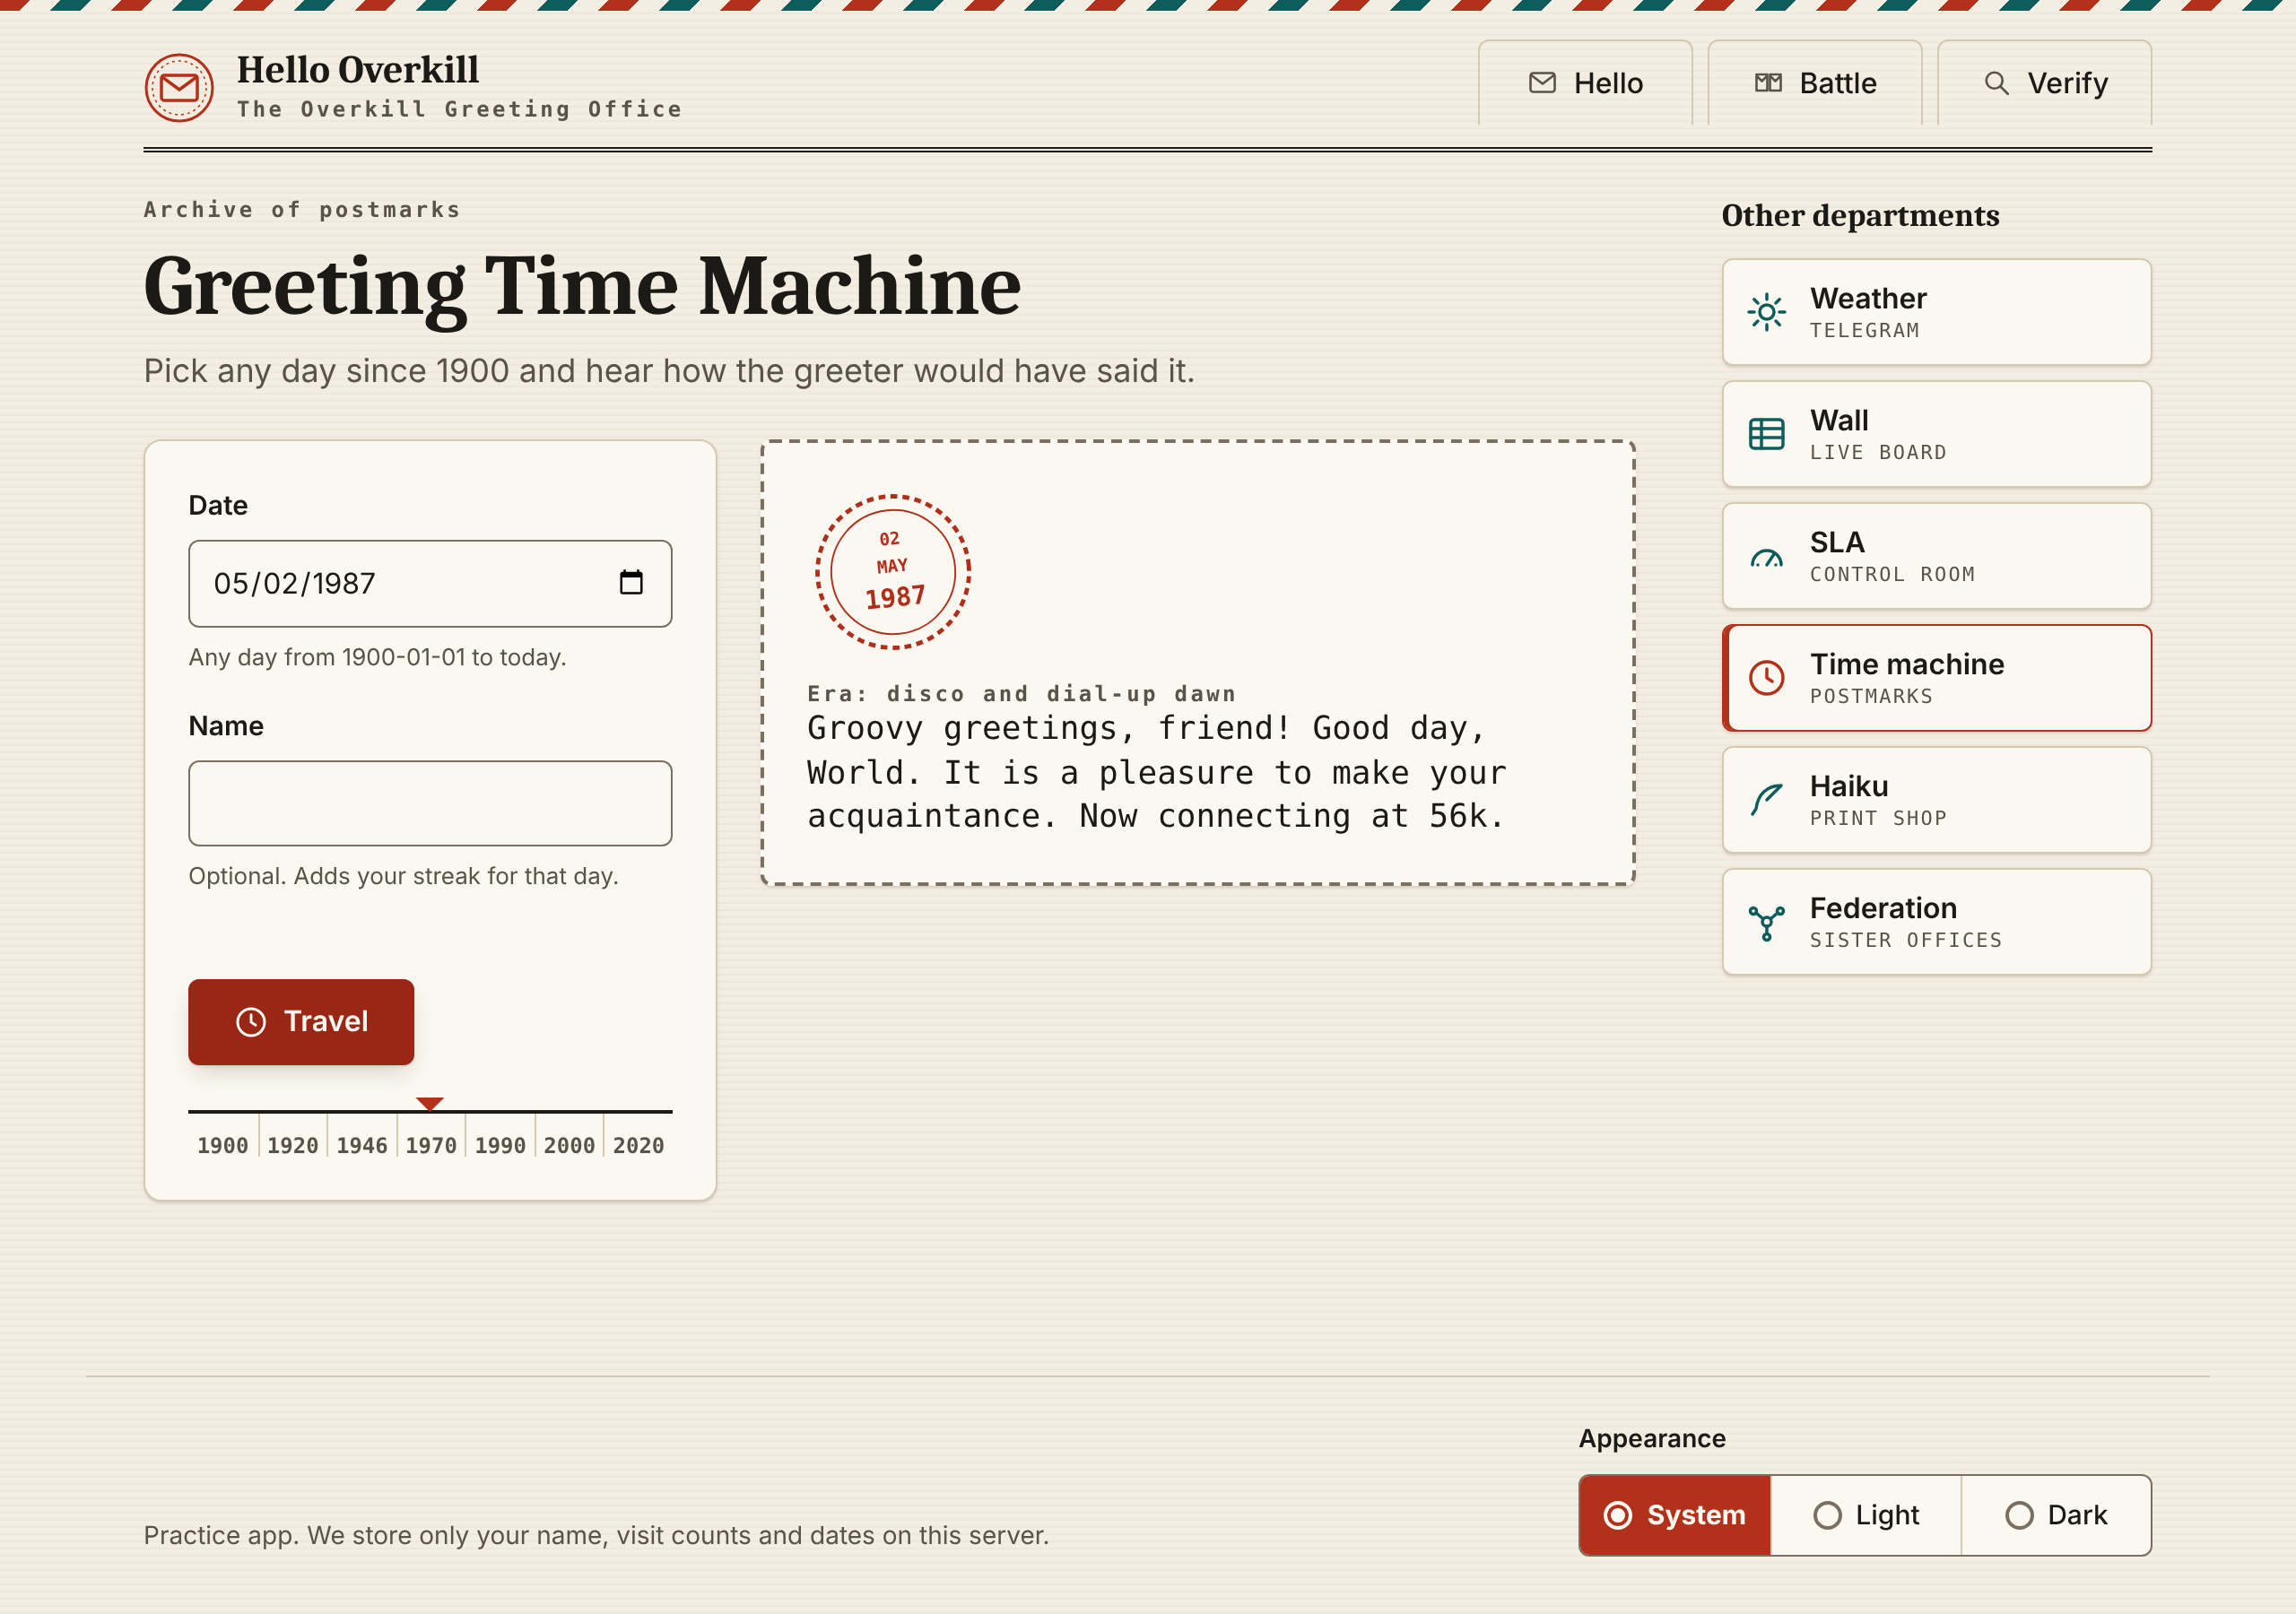 Hello Overkill
The Overkill Greeting Office
Hello
Battle
Verify
Archive of postmarks
Greeting Time Machine
Pick any day since 1900 and hear how the greeter would have said it.
Date
05/02/1987
Any day from 1900-01-01 to today.
Name
Optional. Adds your streak for that day.
Travel
1900 1920 1946 1970 1990 2000 2020
02
MAY
1987
Era: disco and dial-up dawn
Groovy greetings, friend! Good day,
World. It is a pleasure to make your
acquaintance. Now connecting at 56k.
Other departments
Weather
TELEGRAM
Wall
LIVE BOARD
SLA
CONTROL ROOM
Time machine
POSTMARKS
Haiku
PRINT SHOP
Federation
SISTER OFFICES
Practice app. We store only your name, visit counts and dates on this server.
Appearance
System
Light
Dark